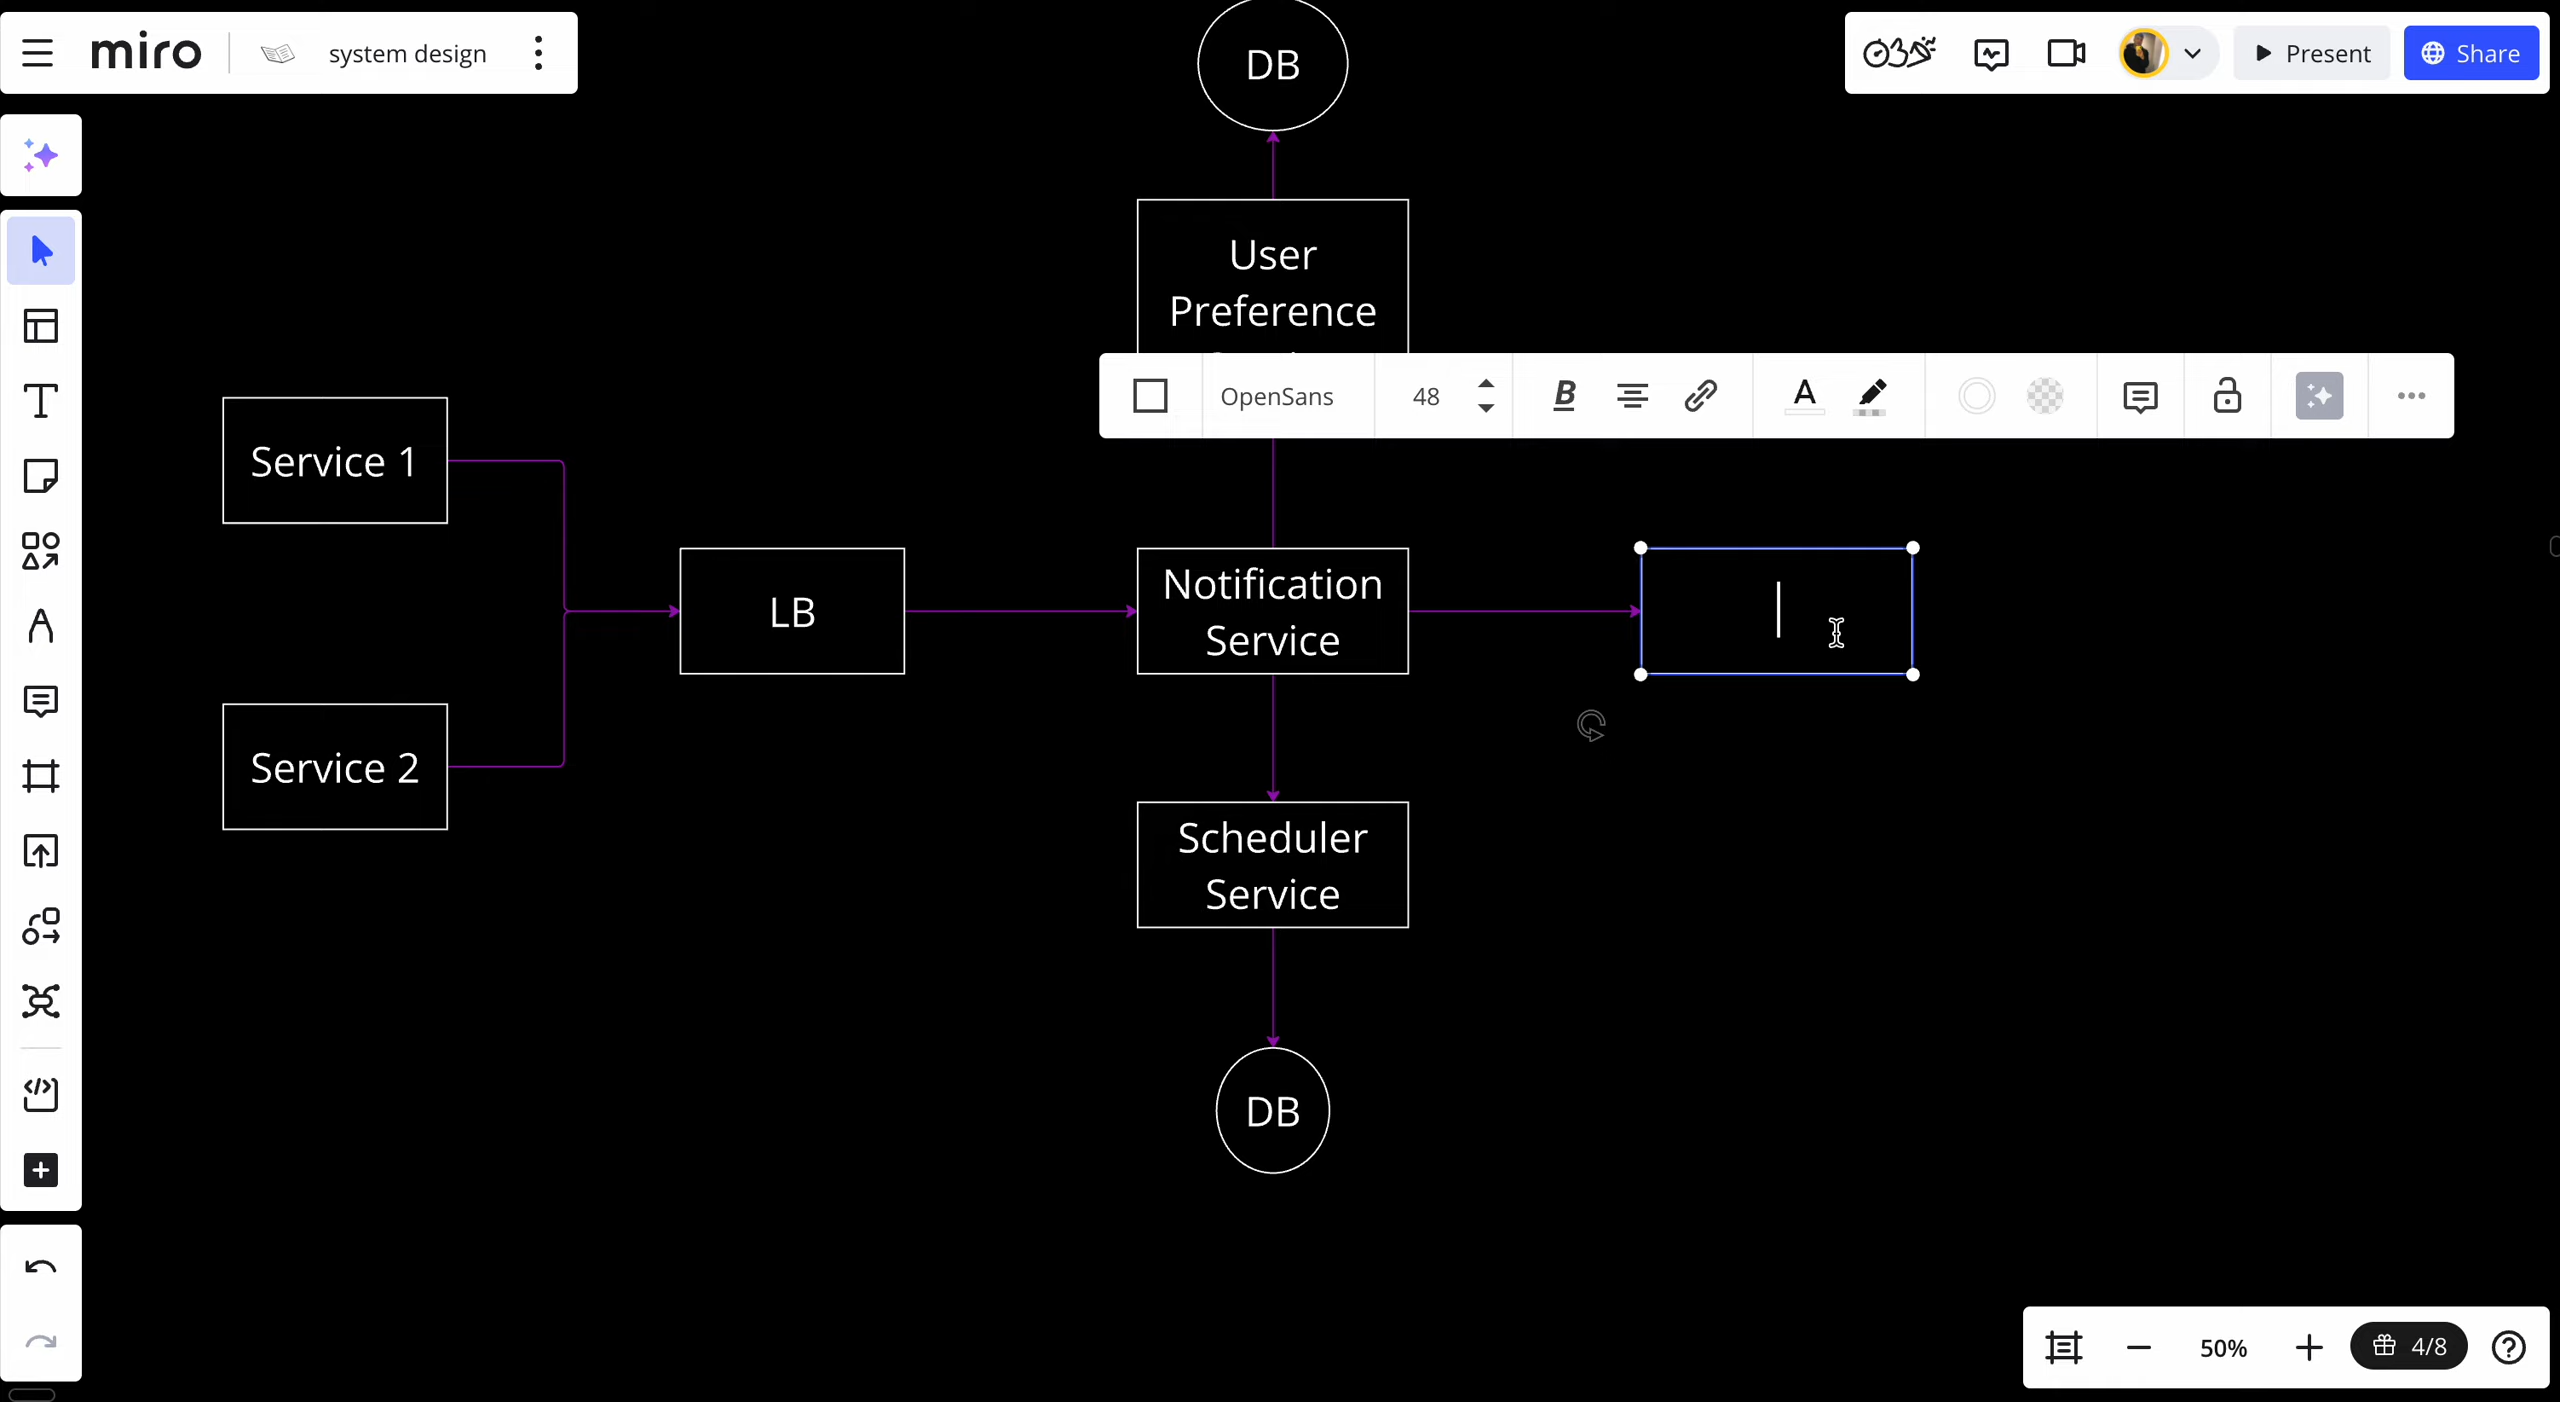 miro
system design
Present
Share
DB
User
Preference
OpenSans
48
B
A
Service 1
LB
Notification
Service
Service 2
Scheduler
Service
DB
50%
4/8